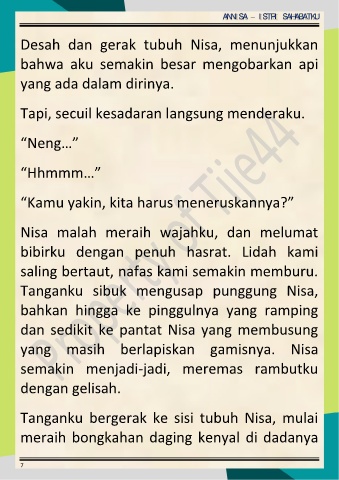 ANNISA – ISTRI SAHABATKU
Desah dan gerak tubuh Nisa, menunjukkan
bahwa aku semakin besar mengobarkan api
yang ada dalam dirinya.
Tapi, secuil kesadaran langsung menderaku.
“Neng…”
“Hhmmm…”
“Kamu yakin, kita harus meneruskannya?”
Nisa malah meraih wajahku, dan melumat
bibirku dengan penuh hasrat. Lidah kami
saling bertaut, nafas kami semakin memburu.
Tanganku sibuk mengusap punggung Nisa,
bahkan hingga ke pinggulnya yang ramping
dan sedikit ke pantat Nisa yang membusung
yang masih berlapiskan gamisnya. Nisa
semakin menjadi-jadi, meremas rambutku
dengan gelisah.
Tanganku bergerak ke sisi tubuh Nisa, mulai
meraih bongkahan daging kenyal di dadanya
7
Property of Tije44